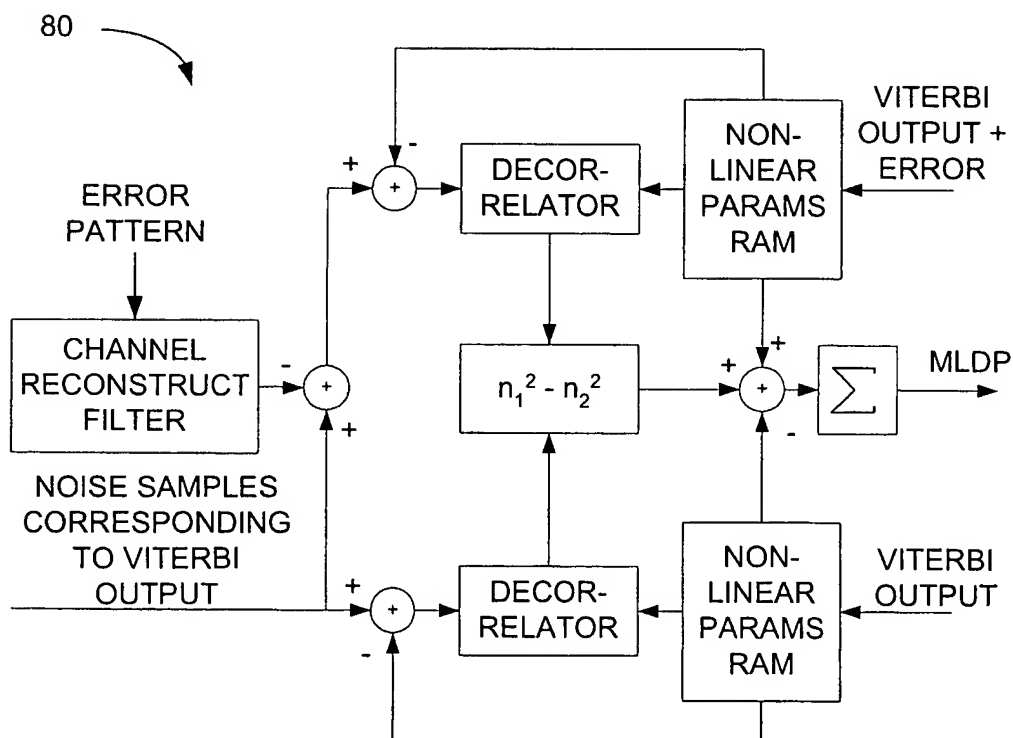 80
VITERBI
OUTPUT +
ERROR
NON-
LINEAR
PARAMS
RAM
-
+
+
DECOR-
RELATOR
ERROR
PATTERN
CHANNEL
RECONSTRUCT
FILTER
-
+
+
n₁² - n₂²
+
+
+
-
Σ
MLDP
NOISE SAMPLES
CORRESPONDING
TO VITERBI
OUTPUT
+
+
-
DECOR-
RELATOR
NON-
LINEAR
PARAMS
RAM
VITERBI
OUTPUT